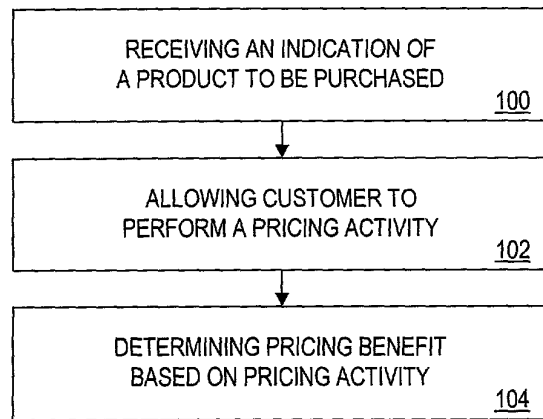 RECEIVING AN INDICATION OF
A PRODUCT TO BE PURCHASED
100
ALLOWING CUSTOMER TO
PERFORM A PRICING ACTIVITY
102
DETERMINING PRICING BENEFIT
BASED ON PRICING ACTIVITY
104